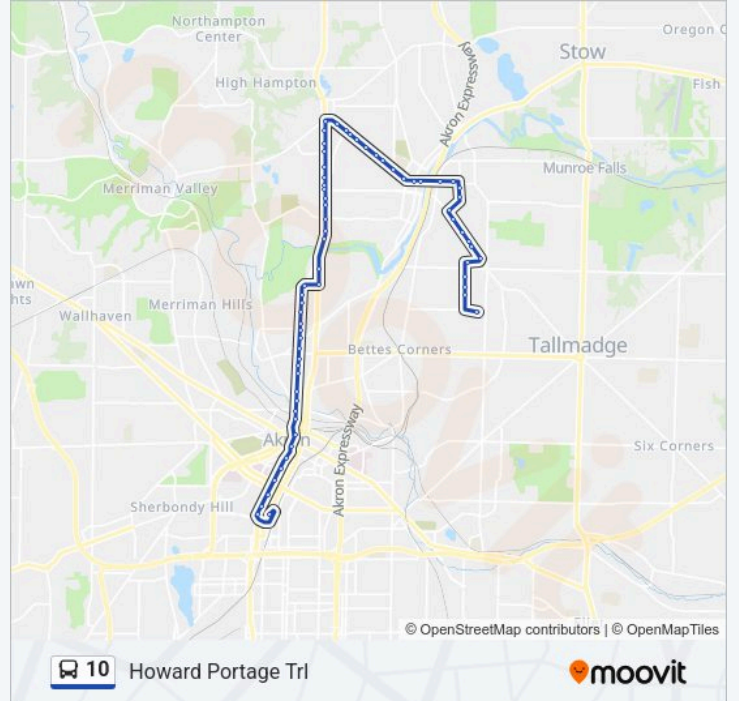 Northampton
Center
Oregon C
Stow
High Hampton
Fish
Akron Expressway
Munroe Falls
Merriman Valley
awn
hts
Merriman Hills
Wallhaven
Bettes Corners
Tallmadge
Akron
Akron Expressway
Six Corners
Sherbondy Hill
© OpenStreetMap contributors | © OpenMapTiles
10 Howard Portage Trl
moovit